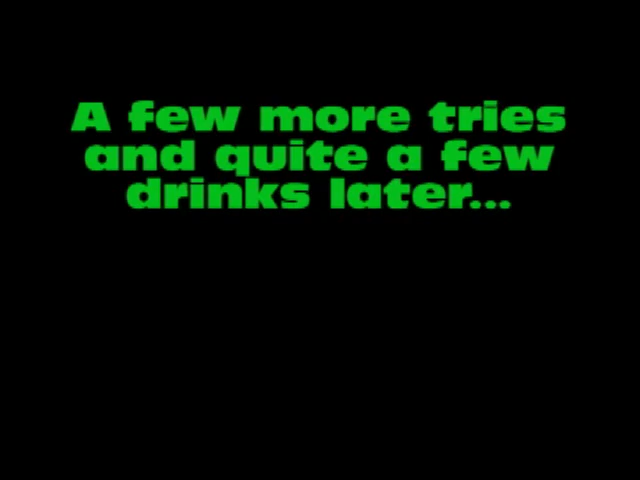 A few more tries
and quite a few
drinks later...